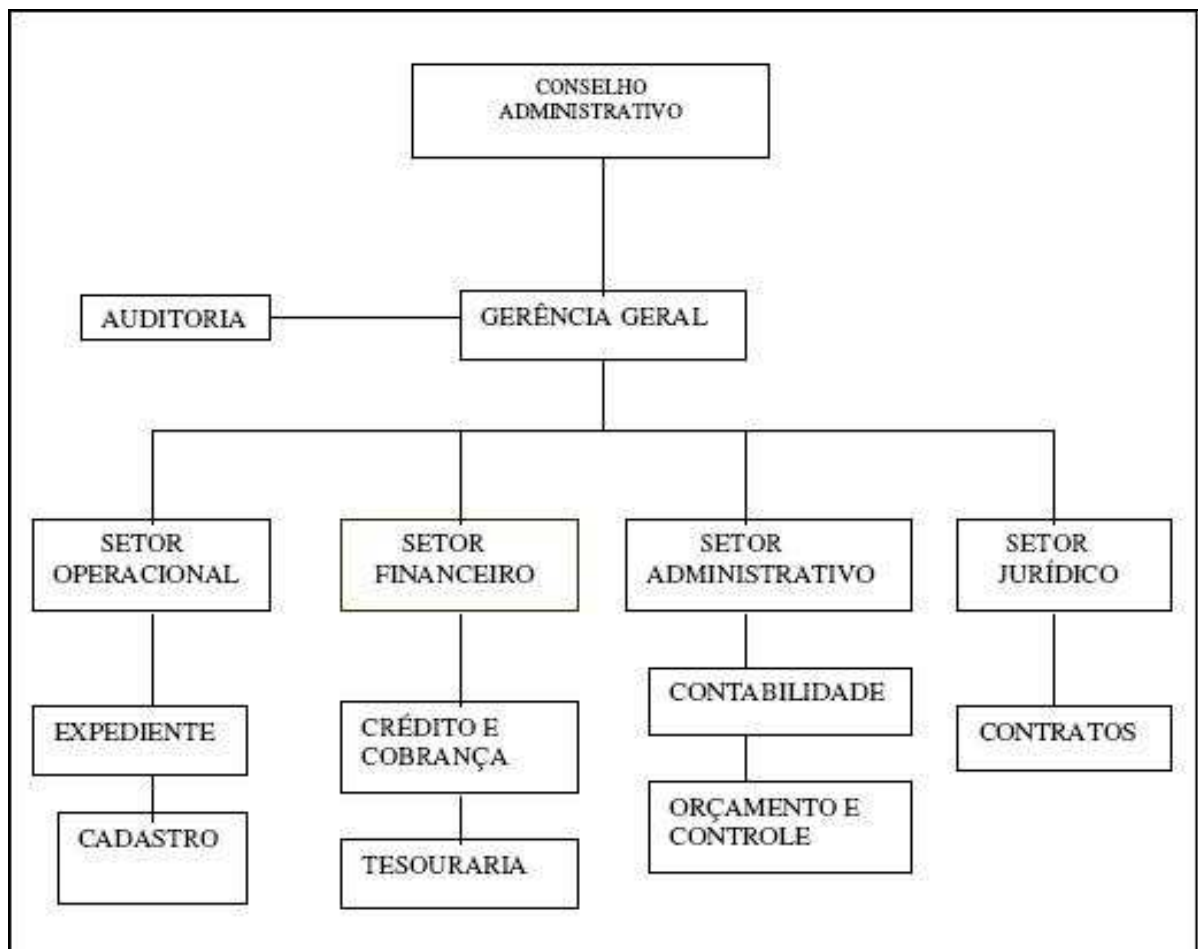 CONSELHO
ADMINISTRATIVO
AUDITORIA
GERÊNCIA GERAL
SETOR
OPERACIONAL
SETOR
FINANCEIRO
SETOR
ADMINISTRATIVO
SETOR
JURÍDICO
EXPEDIENTE
CRÉDITO E
COBRANÇA
CONTABILIDADE
CONTRATOS
CADASTRO
TESOURARIA
ORÇAMENTO E
CONTROLE